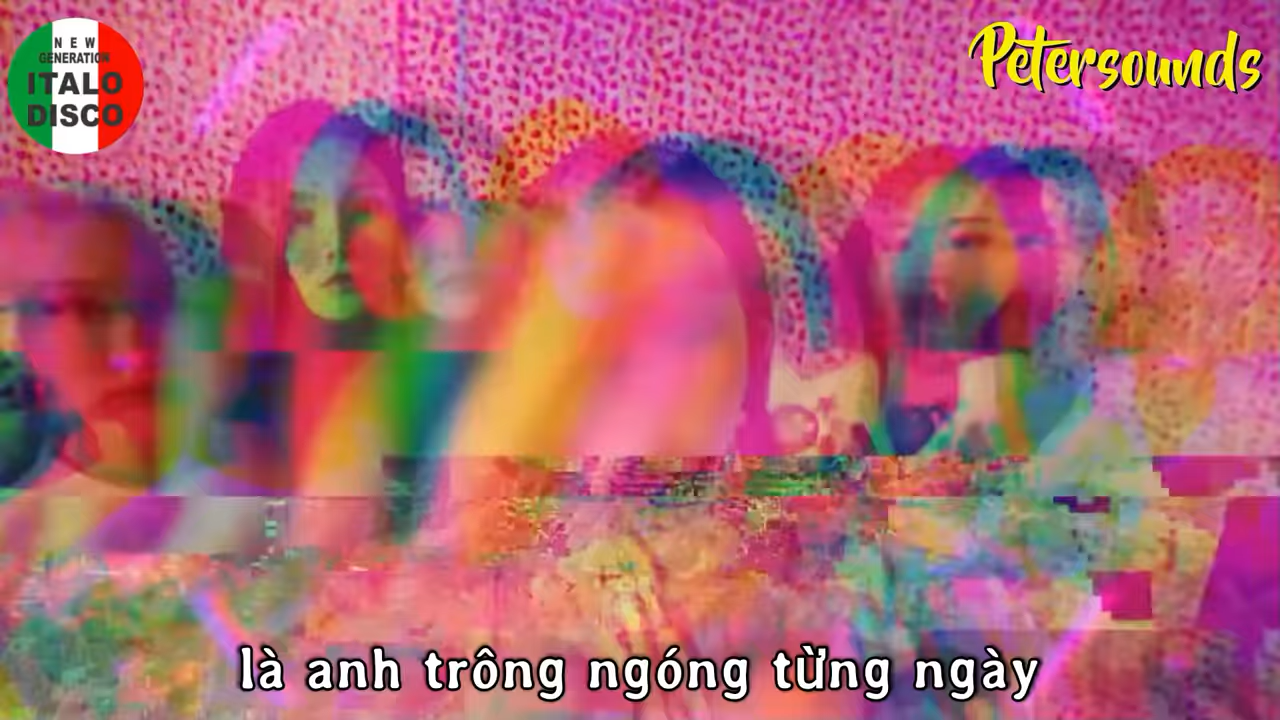 NEW
GENERATION
ITALO
DISCO
Petersounds
là anh trông ngóng từng ngày